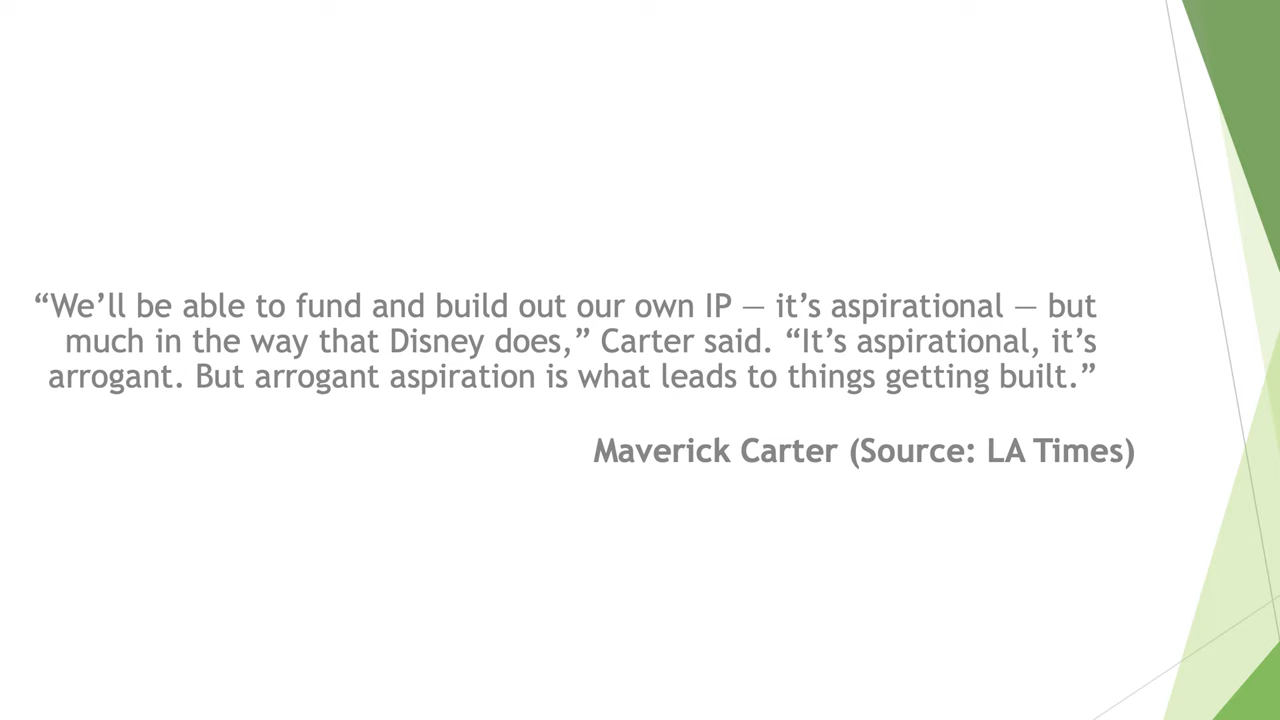 “We’ll be able to fund and build out our own IP — it’s aspirational — but
much in the way that Disney does,” Carter said. “It’s aspirational, it’s
arrogant. But arrogant aspiration is what leads to things getting built.”
Maverick Carter (Source: LA Times)